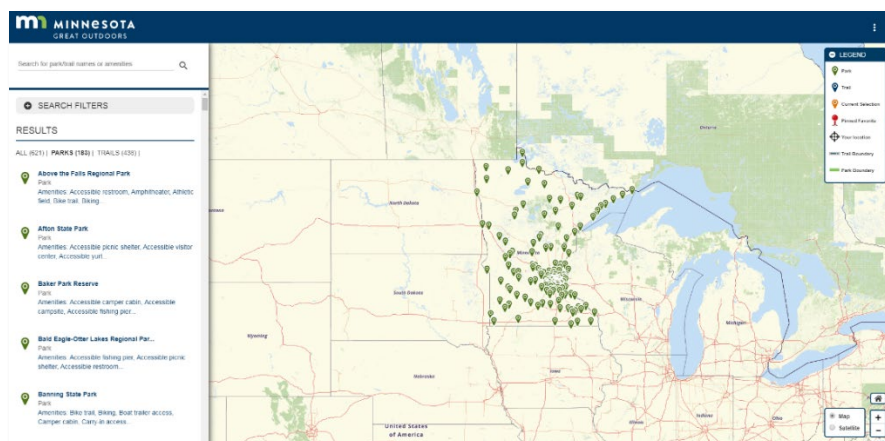 MINNESOTA
GREAT OUTDOORS
Search for park/trail names or amenities
SEARCH FILTERS
RESULTS
ALL (621) | PARKS (183) | TRAILS (438) |
Above the Falls Regional Park
Park
Amenities: Accessible restroom, Amphitheater, Athletic
field, Bike trail, Biking...
Afton State Park
Park
Amenities: Accessible picnic shelter, Accessible visitor
center, Accessible yurt...
Baker Park Reserve
Park
Amenities: Accessible camper cabin, Accessible
campsite, Accessible fishing pier...
Bald Eagle-Otter Lakes Regional Par...
Park
Amenities: Accessible fishing pier, Accessible picnic
shelter, Accessible restroom...
Banning State Park
Park
Amenities: Bike trail, Biking, Boat trailer access,
Camper cabin, Carry-in access...
LEGEND
Park
Trail
Current Selection
Pinned Favorite
Your location
Trail Boundary
Park Boundary
Ontario
North Dakota
Minnesota
South Dakota
Wisconsin
Michigan
Wyoming
Iowa
Nebraska
Illinois
Indiana
Ohio
United States
of America
Map
Satellite